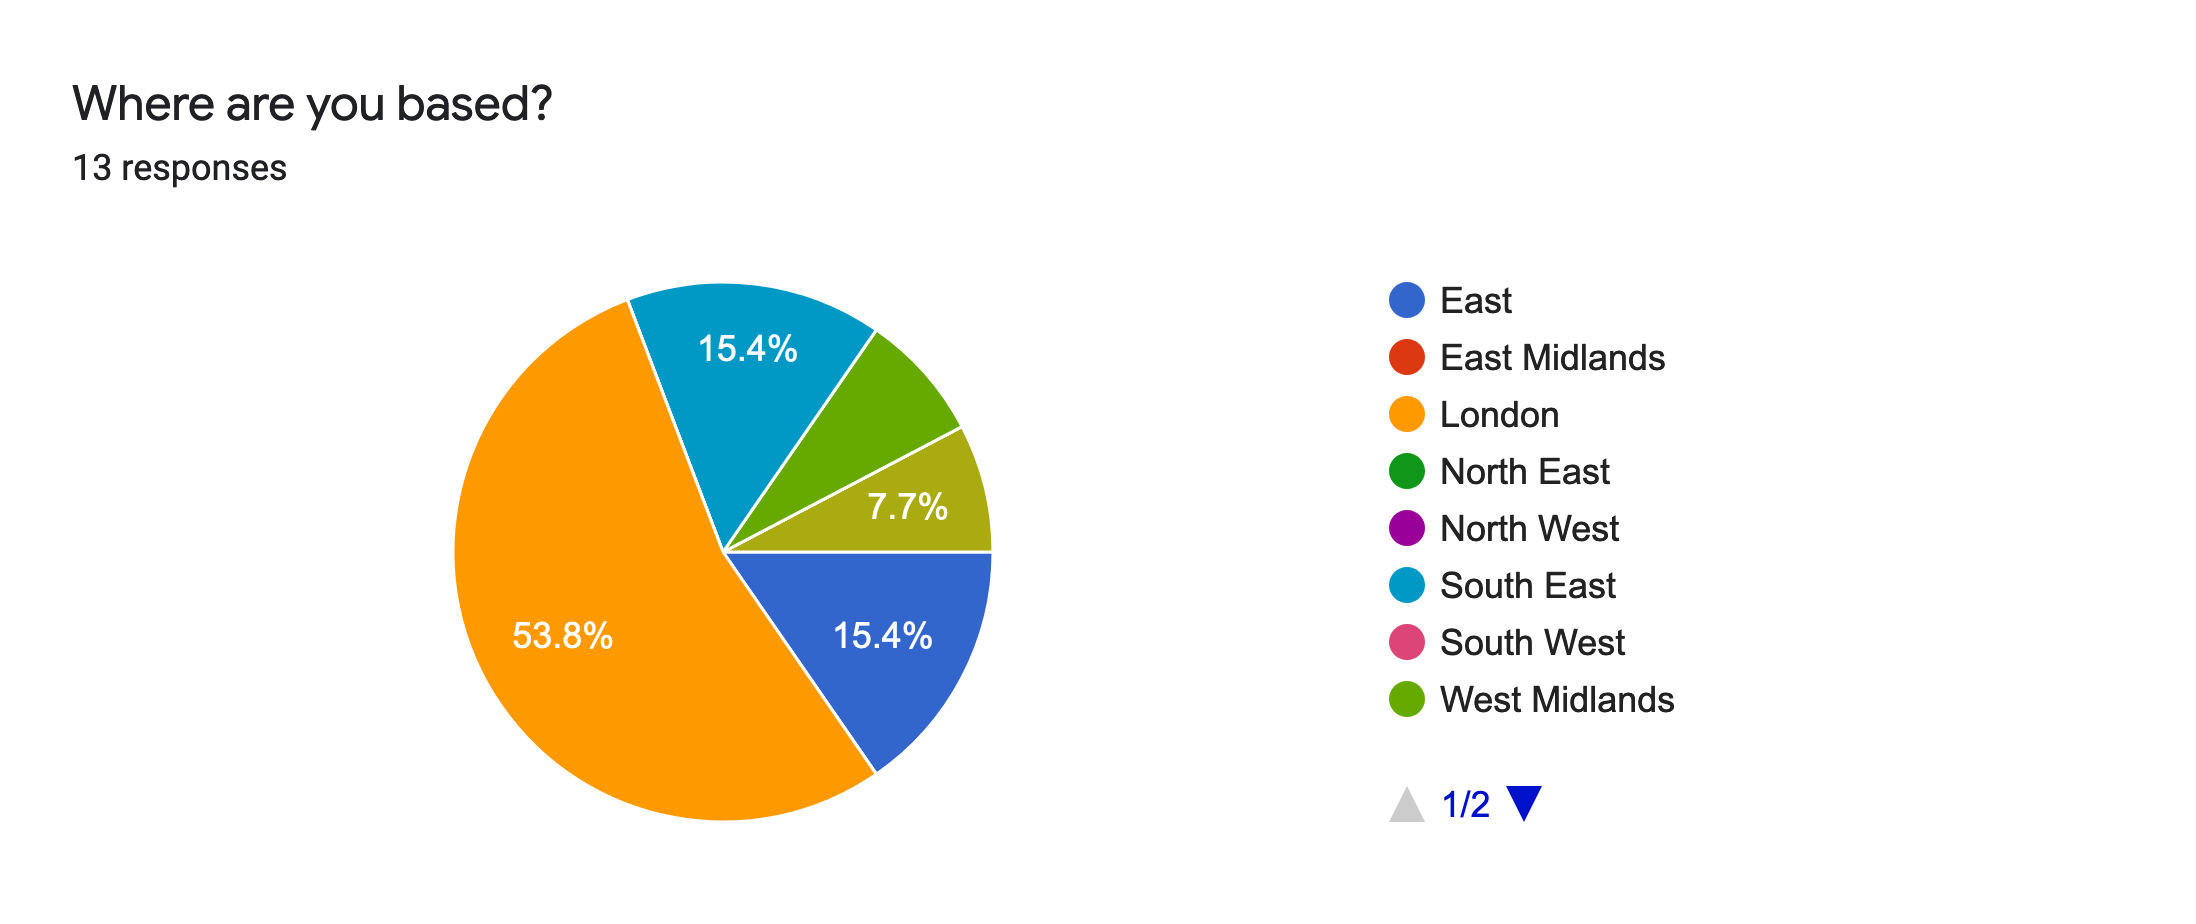 Where are you based?
13 responses
15.4%
7.7%
53.8%
15.4%
East
East Midlands
London
North East
North West
South East
South West
West Midlands
1/2